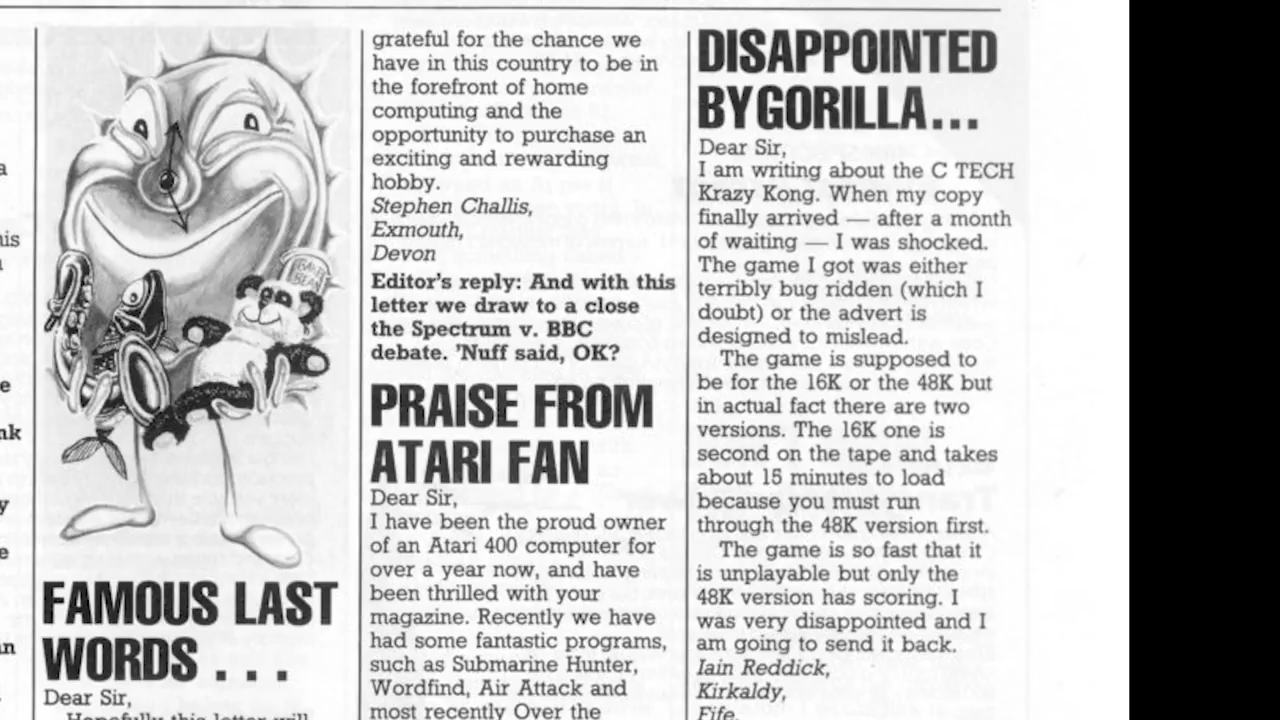 FAMOUS LAST
WORDS ...
Dear Sir,
Hopefully this letter will
grateful for the chance we
have in this country to be in
the forefront of home
computing and the
opportunity to purchase an
exciting and rewarding
hobby.
Stephen Challis,
Exmouth,
Devon
Editor's reply: And with this
letter we draw to a close
the Spectrum v. BBC
debate. 'Nuff said, OK?
PRAISE FROM
ATARI FAN
Dear Sir,
I have been the proud owner
of an Atari 400 computer for
over a year now, and have
been thrilled with your
magazine. Recently we have
had some fantastic programs,
such as Submarine Hunter,
Wordfind, Air Attack and
most recently Over the
DISAPPOINTED
BY GORILLA...
Dear Sir,
I am writing about the C TECH
Krazy Kong. When my copy
finally arrived — after a month
of waiting — I was shocked.
The game I got was either
terribly bug ridden (which I
doubt) or the advert is
designed to mislead.
The game is supposed to
be for the 16K or the 48K but
in actual fact there are two
versions. The 16K one is
second on the tape and takes
about 15 minutes to load
because you must run
through the 48K version first.
The game is so fast that it
is unplayable but only the
48K version has scoring. I
was very disappointed and I
am going to send it back.
Iain Reddick,
Kirkaldy,
Fife.